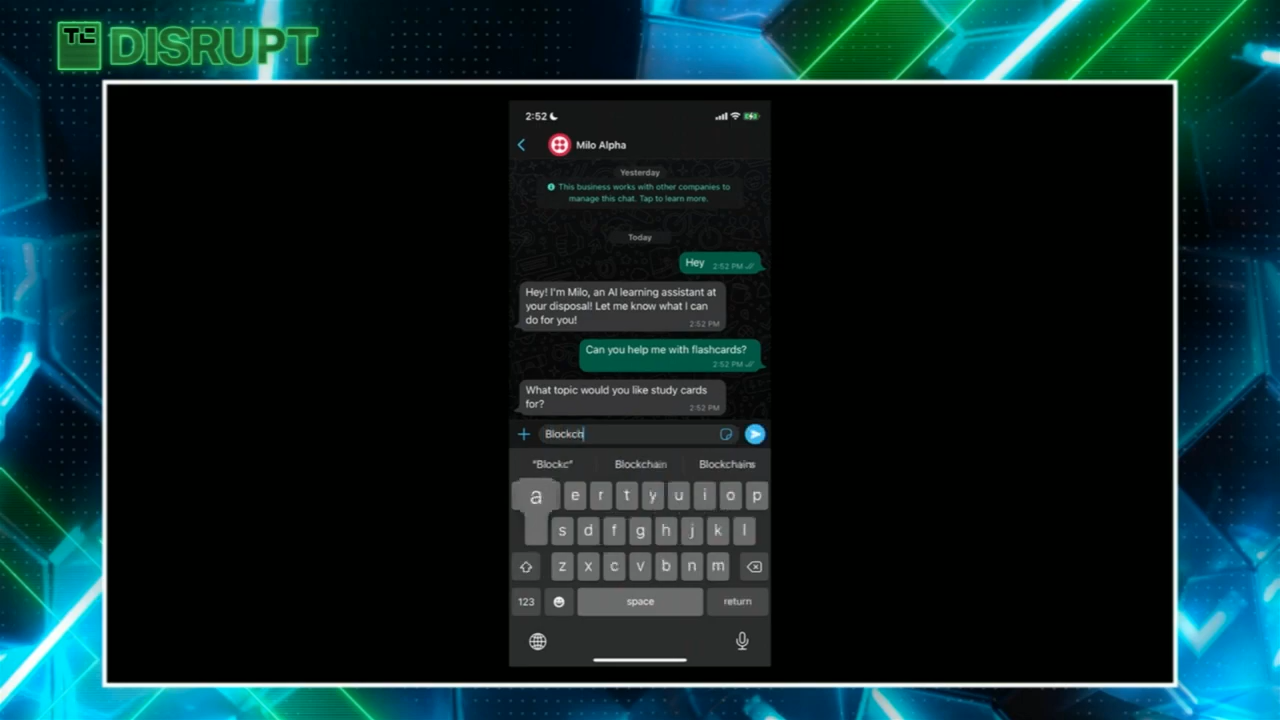 TC DISRUPT
2:52
Milo Alpha
Yesterday
This business works with other companies to
manage this chat. Tap to learn more.
Today
Hey 2:52 PM
Hey! I'm Milo, an AI learning assistant at
your disposal! Let me know what I can
do for you!
2:52 PM
Can you help me with flashcards?
2:52 PM
What topic would you like study cards
for?
2:52 PM
Blockch
"Blockc" Blockchain Blockchains
a e r t y u i o p
s d f g h j k l
z x c v b n m
123 space return